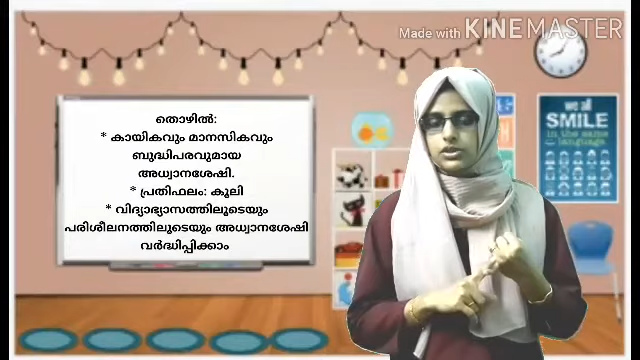 Made with KINEMASTER
തൊഴിൽ:
* കായികവും മാനസികവും
ബുദ്ധിപരവുമായ
അധ്വാനശേഷി.
* പ്രതിഫലം: കൂലി
* വിദ്യാഭ്യാസത്തിലൂടെയും
പരിശീലനത്തിലൂടെയും അധ്വാനശേഷി
വർദ്ധിപ്പിക്കാം
we all
SMILE
in the same
language